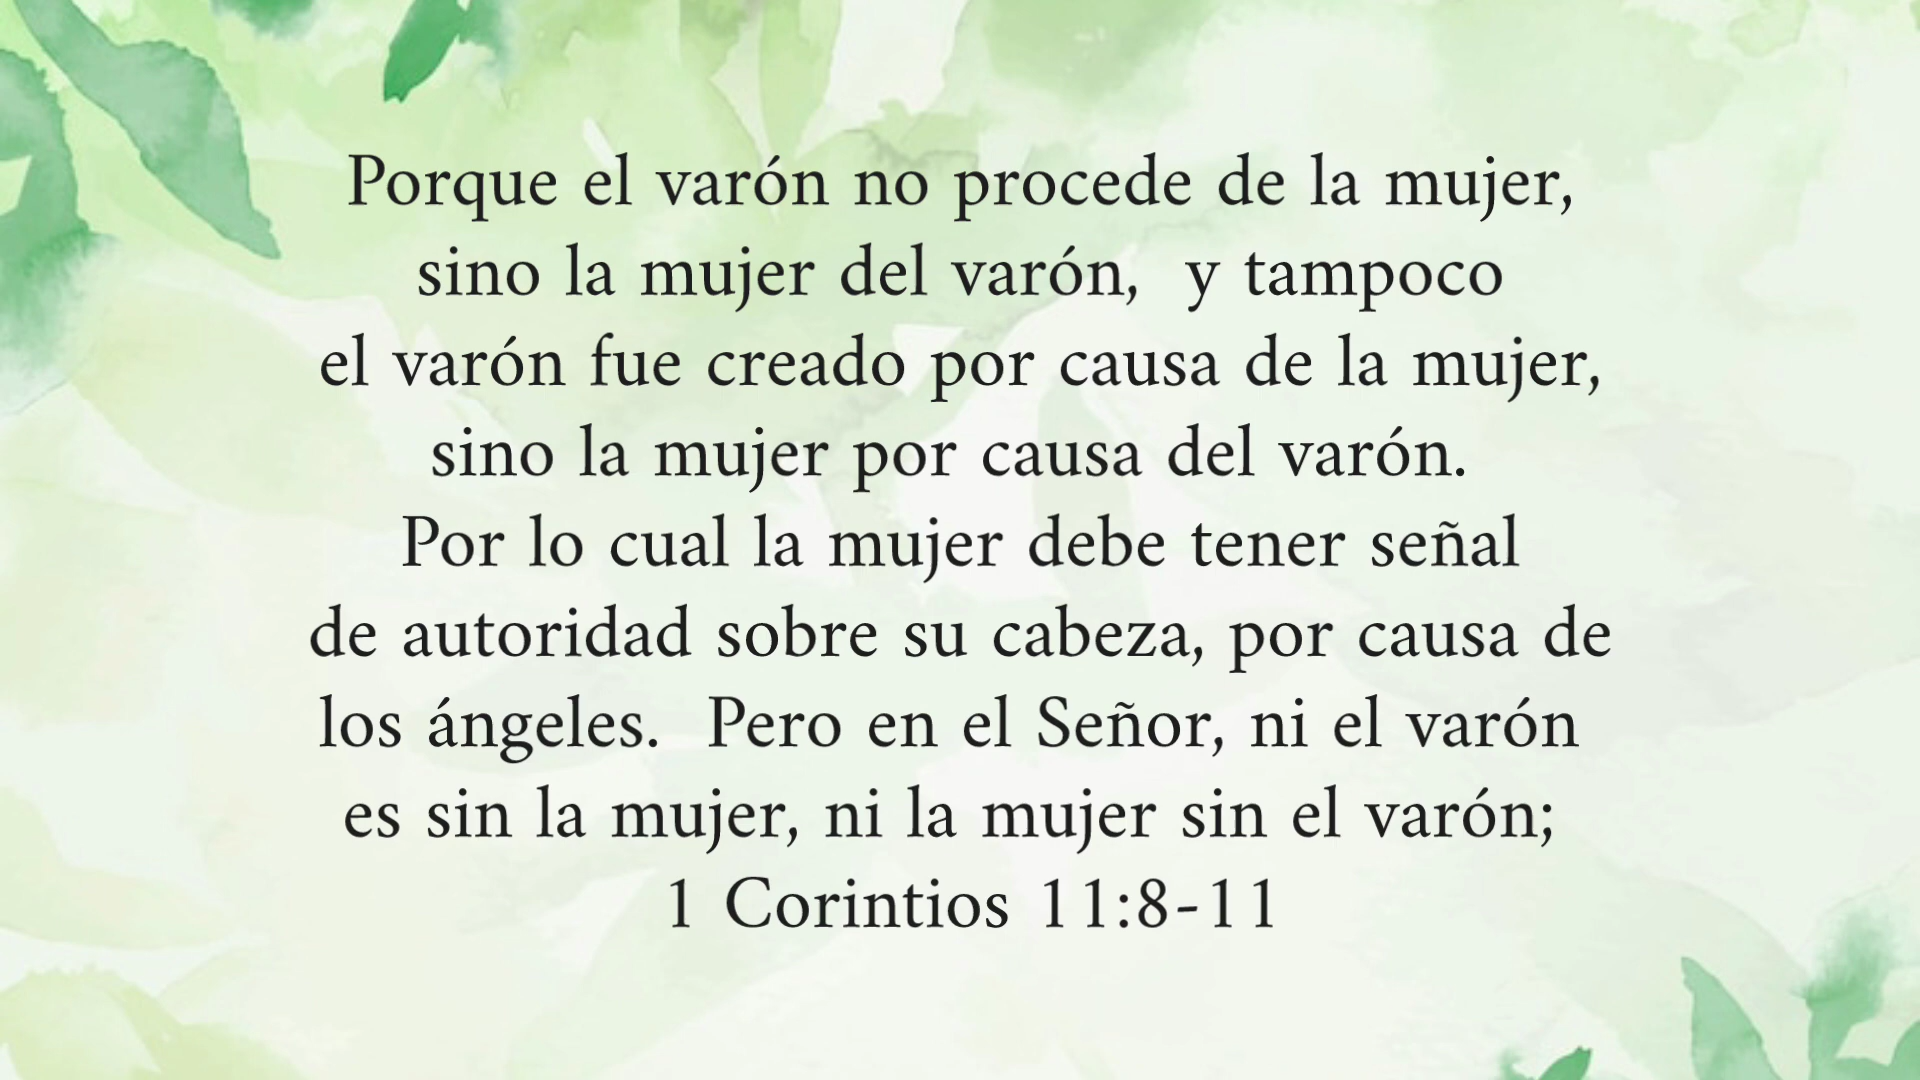 Porque el varón no procede de la mujer,
sino la mujer del varón,  y tampoco
el varón fue creado por causa de la mujer,
sino la mujer por causa del varón.
Por lo cual la mujer debe tener señal
de autoridad sobre su cabeza, por causa de
los ángeles.  Pero en el Señor, ni el varón
es sin la mujer, ni la mujer sin el varón;
1 Corintios 11:8-11